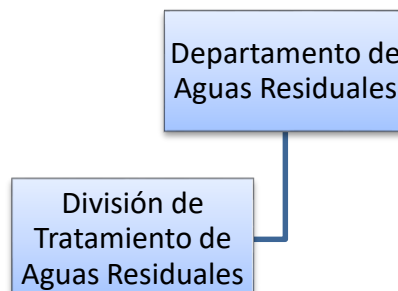 Departamento de
Aguas Residuales
División de
Tratamiento de
Aguas Residuales